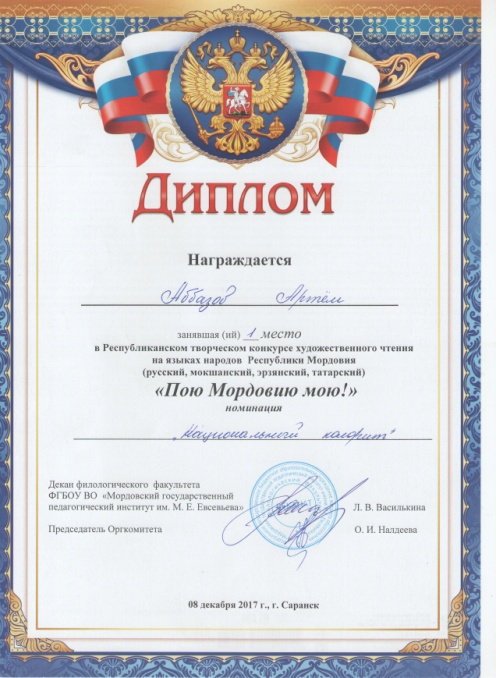 ДИПЛОМ
Награждается
Аббазов Артём
занявшая (ий) 1 место
в Республиканском творческом конкурсе художественного чтения
на языках народов Республики Мордовия
(русский, мокшанский, эрзянский, татарский)
«Пою Мордовию мою!»
номинация
„Национальный колорит"
Декан филологического факультета
ФГБОУ ВО «Мордовский государственный
педагогический институт им. М. Е. Евсевьева» Л. В. Василькина
Председатель Оргкомитета О. И. Налдеева
08 декабря 2017 г., г. Саранск